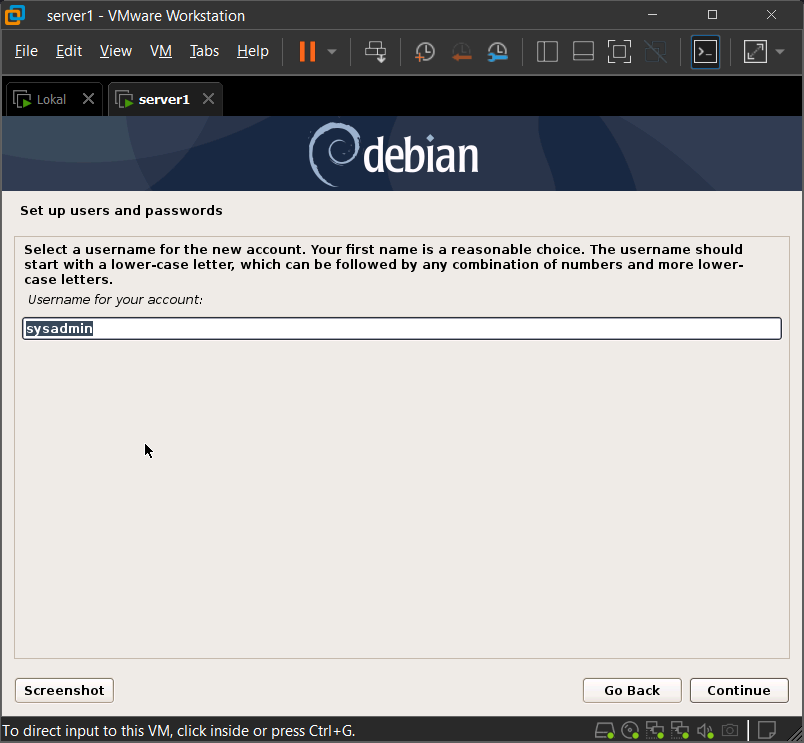 server1 - VMware Workstation
File Edit View VM Tabs Help
Lokal server1
debian
Set up users and passwords
Select a username for the new account. Your first name is a reasonable choice. The username should
start with a lower-case letter, which can be followed by any combination of numbers and more lower-
case letters.
Username for your account:
sysadmin
Screenshot Go Back Continue
To direct input to this VM, click inside or press Ctrl+G.